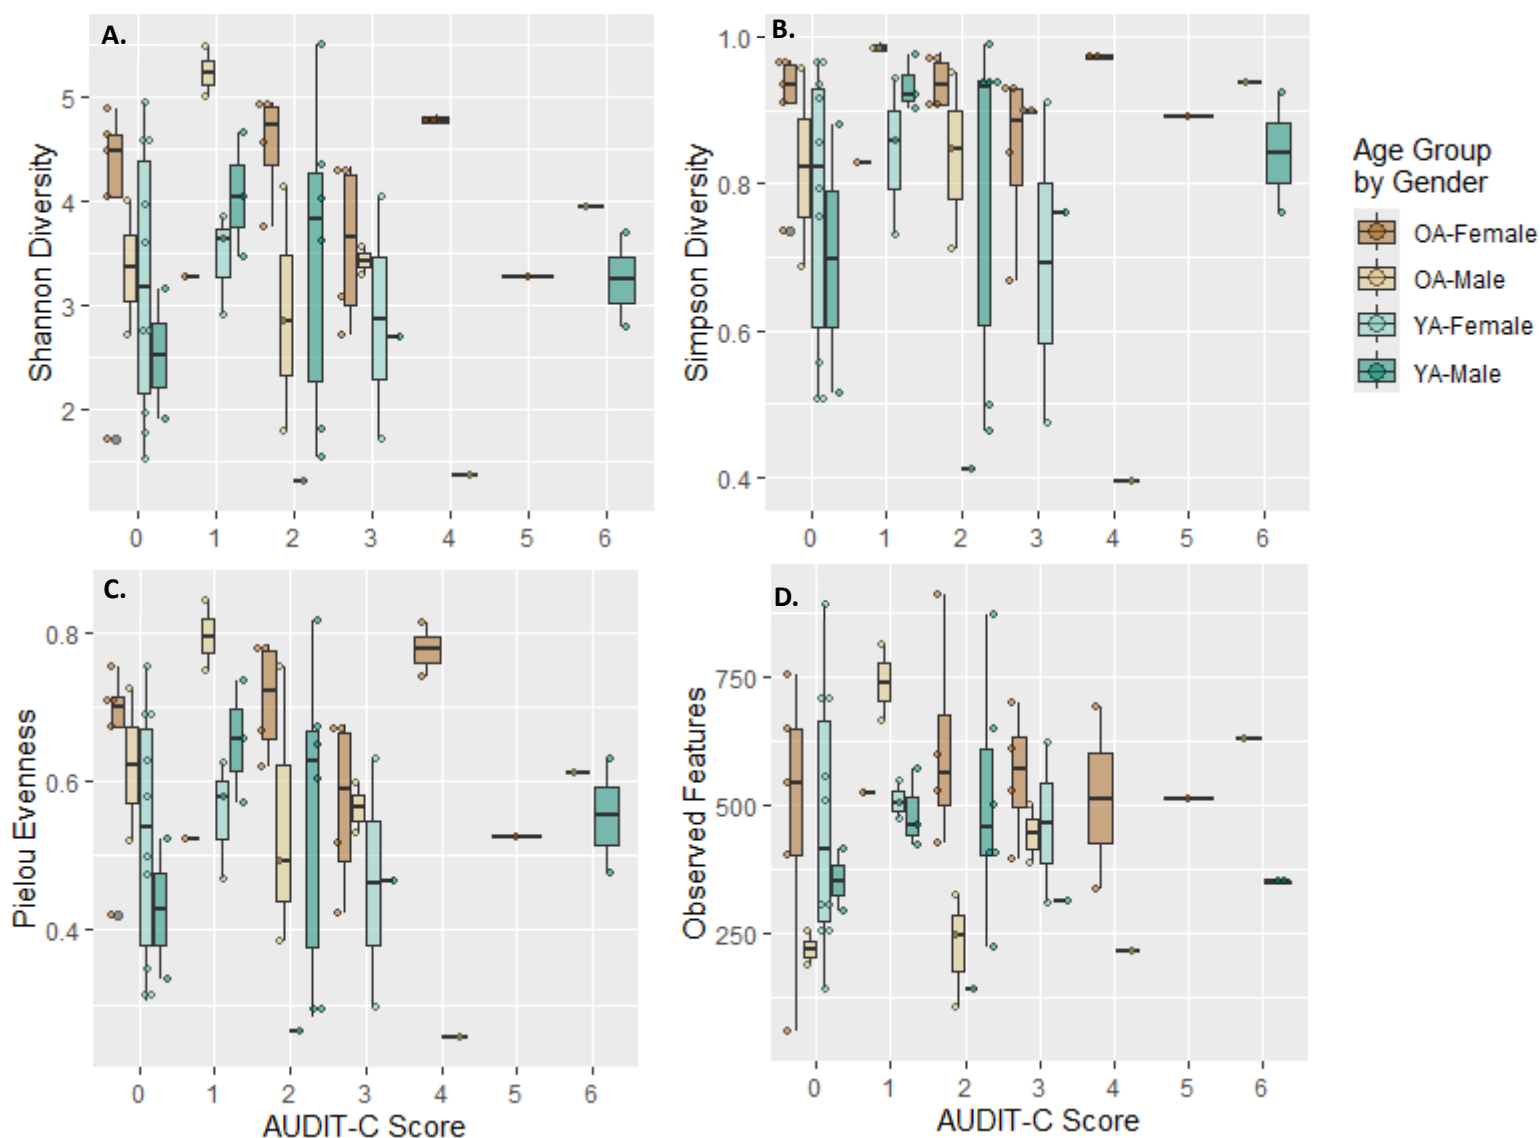 A.
Shannon Diversity
5
4
3
2
0 1 2 3 4 5 6
B.
Simpson Diversity
1.0
0.8
0.6
0.4
0 1 2 3 4 5 6
Age Group
by Gender
OA-Female
OA-Male
YA-Female
YA-Male
C.
Pielou Evenness
0.8
0.6
0.4
0 1 2 3 4 5 6
AUDIT-C Score
D.
Observed Features
750
500
250
0 1 2 3 4 5 6
AUDIT-C Score